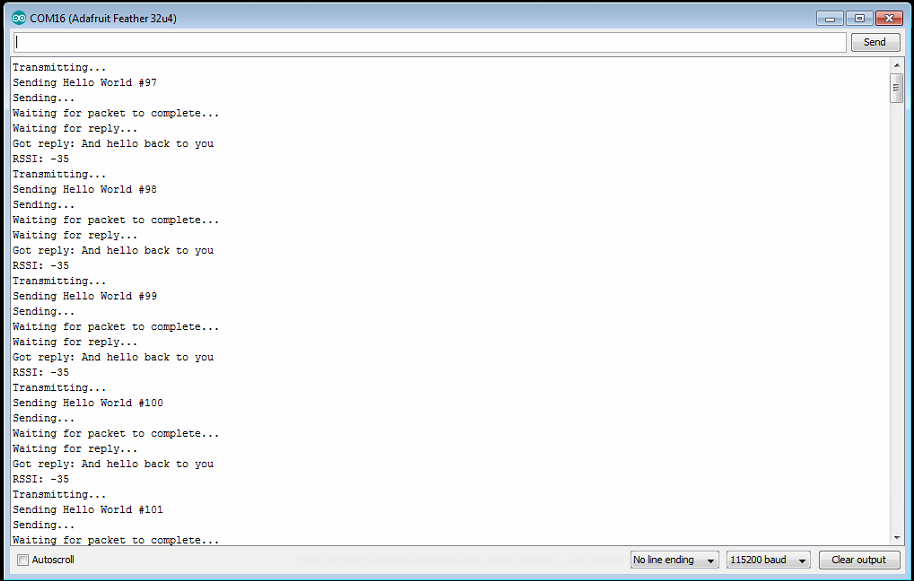 COM16 (Adafruit Feather 32u4)
Send
Transmitting...
Sending Hello World #97
Sending...
Waiting for packet to complete...
Waiting for reply...
Got reply: And hello back to you
RSSI: -35
Transmitting...
Sending Hello World #98
Sending...
Waiting for packet to complete...
Waiting for reply...
Got reply: And hello back to you
RSSI: -35
Transmitting...
Sending Hello World #99
Sending...
Waiting for packet to complete...
Waiting for reply...
Got reply: And hello back to you
RSSI: -35
Transmitting...
Sending Hello World #100
Sending...
Waiting for packet to complete...
Waiting for reply...
Got reply: And hello back to you
RSSI: -35
Transmitting...
Sending Hello World #101
Sending...
Waiting for packet to complete...
Autoscroll No line ending 115200 baud Clear output